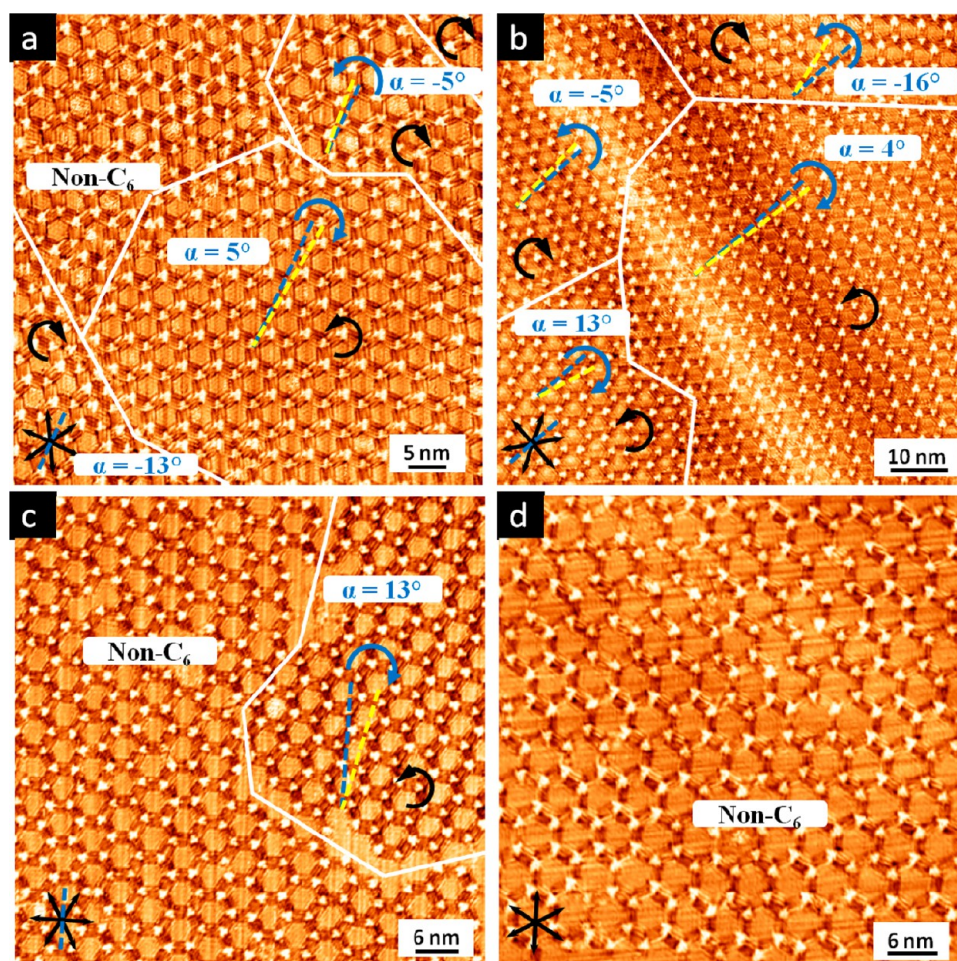 a
α = -5°
Non-C₆
α = 5°
α = -13°
5 nm
b
α = -5°
α = -16°
α = 4°
α = 13°
10 nm
c
α = 13°
Non-C₆
6 nm
d
Non-C₆
6 nm